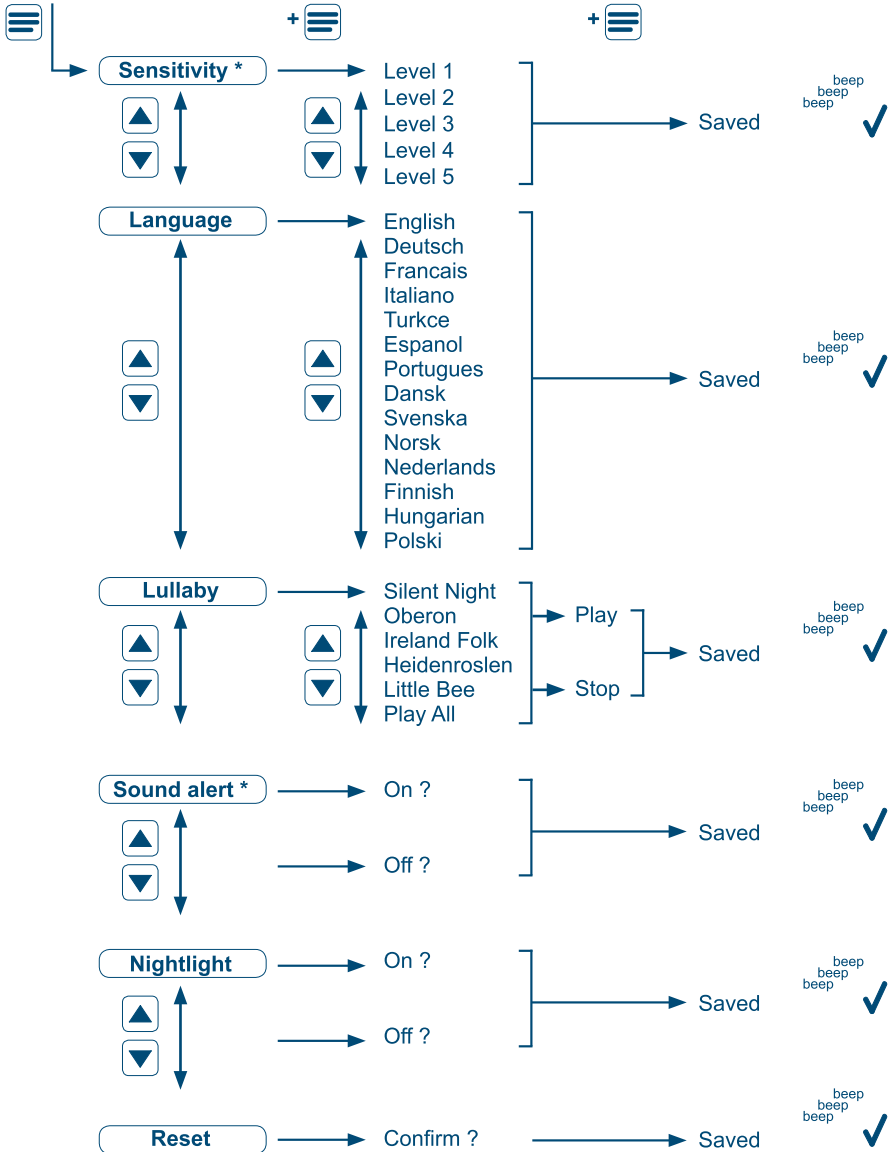 + +
Sensitivity *
Level 1
Level 2
Level 3
Level 4
Level 5
Saved
beep
beep
beep
Language
English
Deutsch
Francais
Italiano
Turkce
Espanol
Portugues
Dansk
Svenska
Norsk
Nederlands
Finnish
Hungarian
Polski
Saved
beep
beep
beep
Lullaby
Silent Night
Oberon
Ireland Folk
Heidenroslen
Little Bee
Play All
Play
Stop
Saved
beep
beep
beep
Sound alert *
On ?
Off ?
Saved
beep
beep
beep
Nightlight
On ?
Off ?
Saved
beep
beep
beep
Reset
Confirm ?
Saved
beep
beep
beep